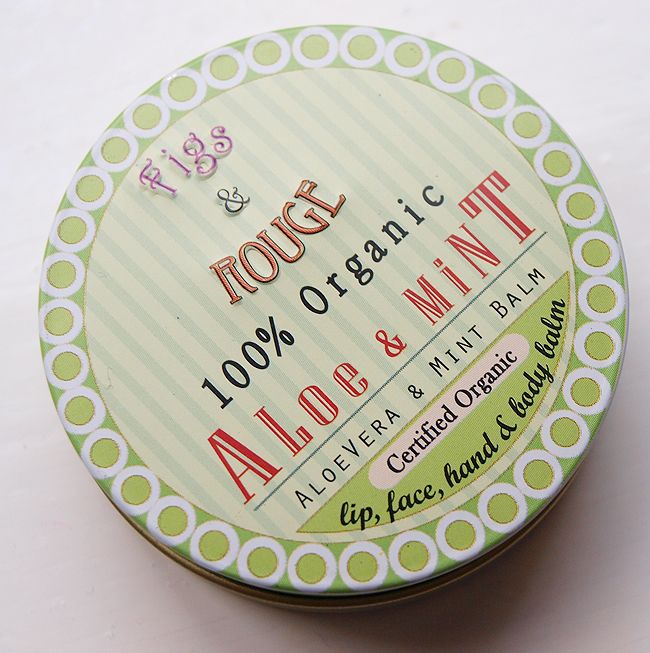 Figs
&
ROUGE
100% Organic
ALoe & MiNT
ALOEVERA & MINT BALM
Certified Organic
lip, face, hand & body balm